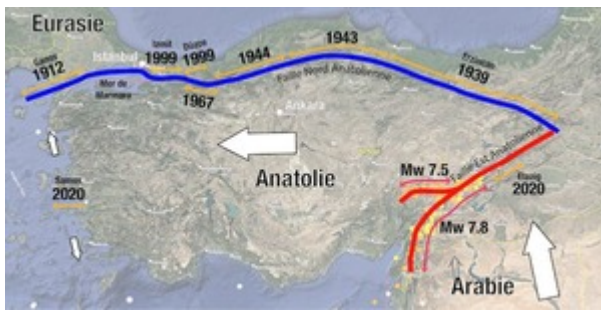 Eurasie
Ganos
1912
Istanbul
Izmit
1999
Düzce
1999
1944
1943
Erzincan
1939
Mer de
Marmara
1967
Faille Nord Anatolienne
Ankara
Anatolie
Samos
2020
Mw 7.5
Faille Est Anatolienne
Elazig
2020
Mw 7.8
Arabie